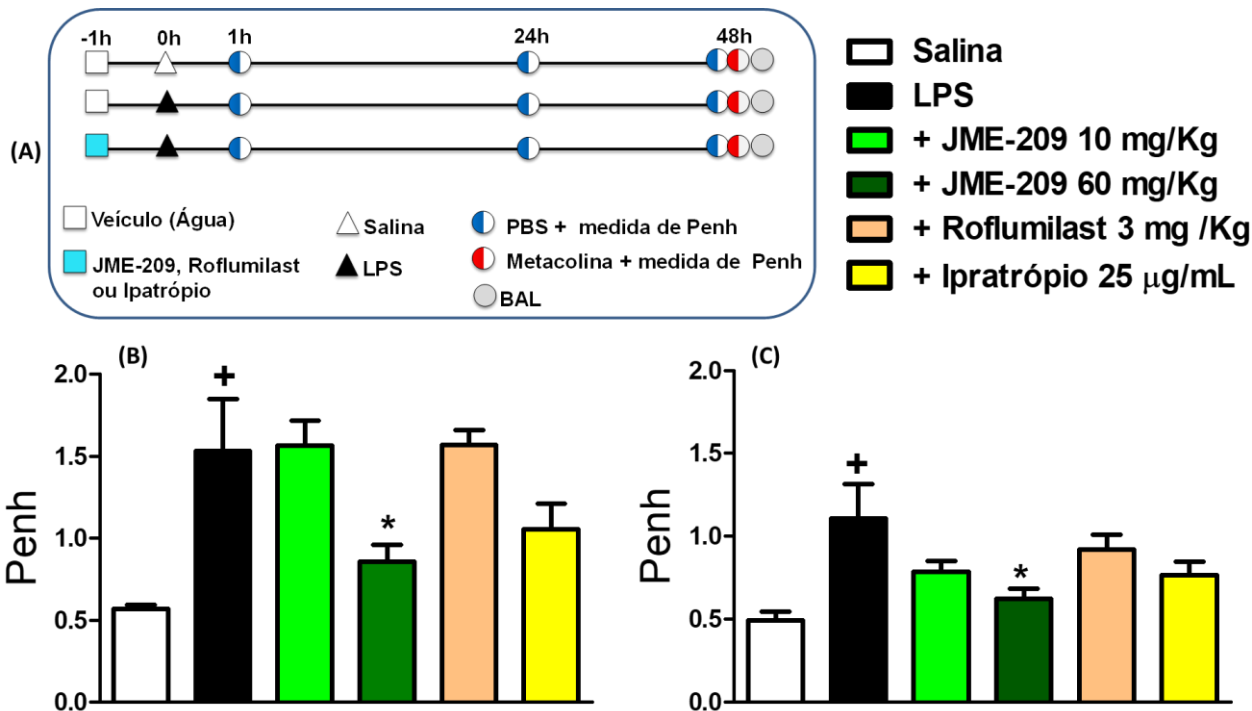 -1h 0h 1h 24h 48h
(A)
Veículo (Água)
JME-209, Roflumilast
ou Ipatrópio
Salina
LPS
PBS + medida de Penh
Metacolina + medida de Penh
BAL
Salina
LPS
+ JME-209 10 mg/Kg
+ JME-209 60 mg/Kg
+ Roflumilast 3 mg /Kg
+ Ipratrópio 25 µg/mL
(B)
Penh
2.0
1.5
1.0
0.5
0.0
+
*
(C)
Penh
2.0
1.5
1.0
0.5
0.0
+
*